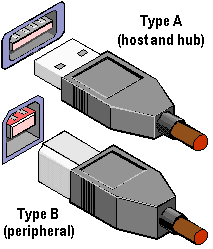 Type A
(host and hub)
Type B
(peripheral)